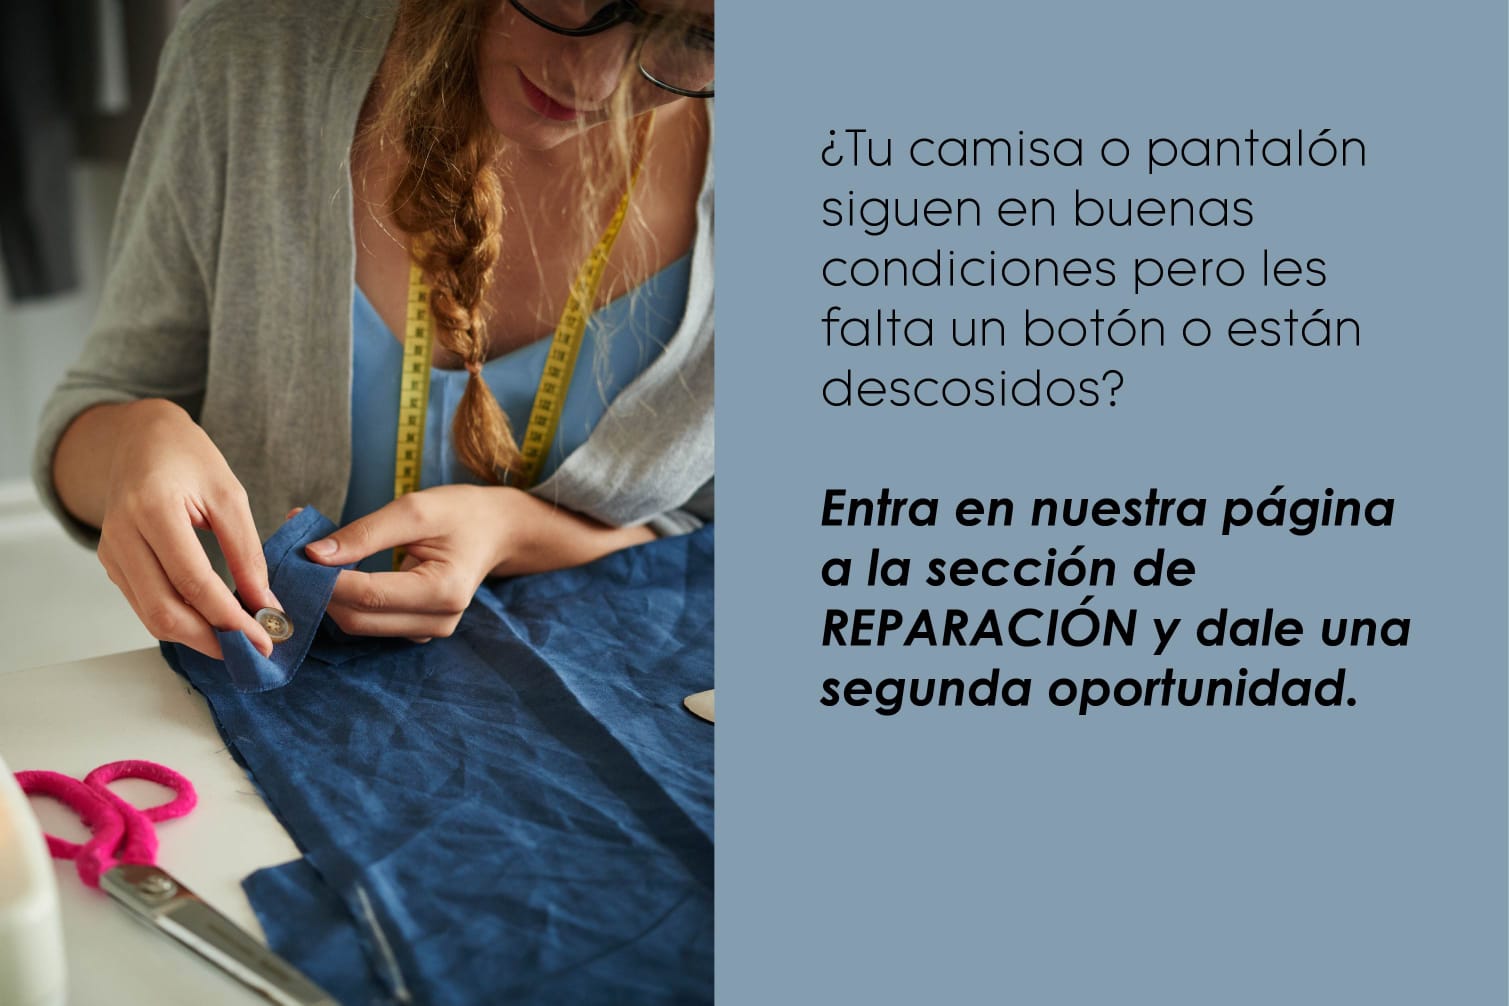 ¿Tu camisa o pantalón
siguen en buenas
condiciones pero les
falta un botón o están
descosidos?
Entra en nuestra página
a la sección de
REPARACIÓN y dale una
segunda oportunidad.